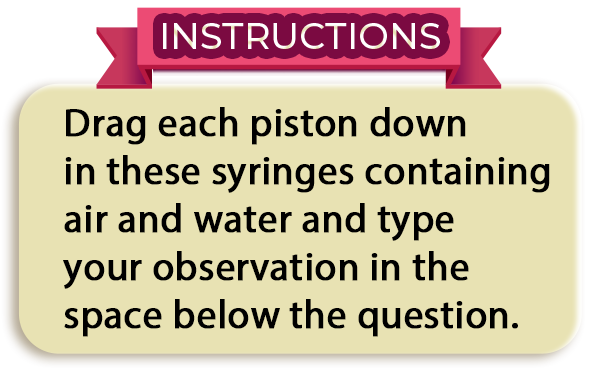 INSTRUCTIONS
Drag each piston down
in these syringes containing
air and water and type
your observation in the
space below the question.